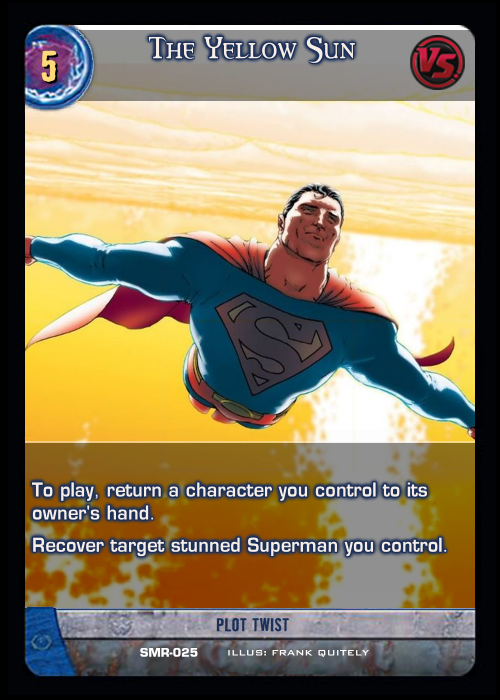 5
The Yellow Sun
VS.
S
To play, return a character you control to its
owner's hand.
Recover target stunned Superman you control.
PLOT TWIST
SMR-025 ILLUS: FRANK QUITELY